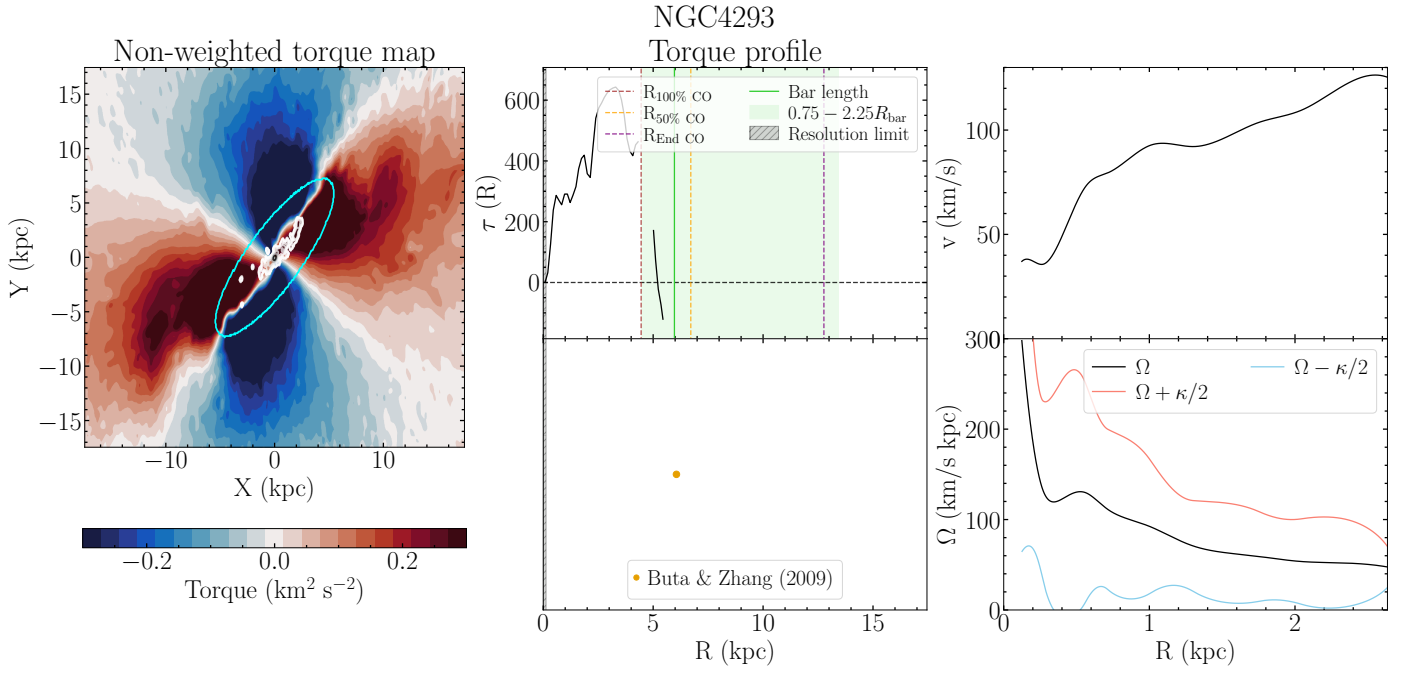 NGC4293
Non-weighted torque map
Torque profile
15
10
5
0
−5
−10
−15
Y (kpc)
−10
0
10
X (kpc)
−0.2
0.0
0.2
Torque (km² s⁻²)
600
400
200
0
τ (R)
R100% CO
R50% CO
REnd CO
Bar length
0.75 − 2.25Rbar
Resolution limit
Buta & Zhang (2009)
0
5
10
15
R (kpc)
100
50
300
v (km/s)
300
200
100
0
Ω (km/s kpc)
Ω
Ω + κ/2
Ω − κ/2
0
1
2
R (kpc)